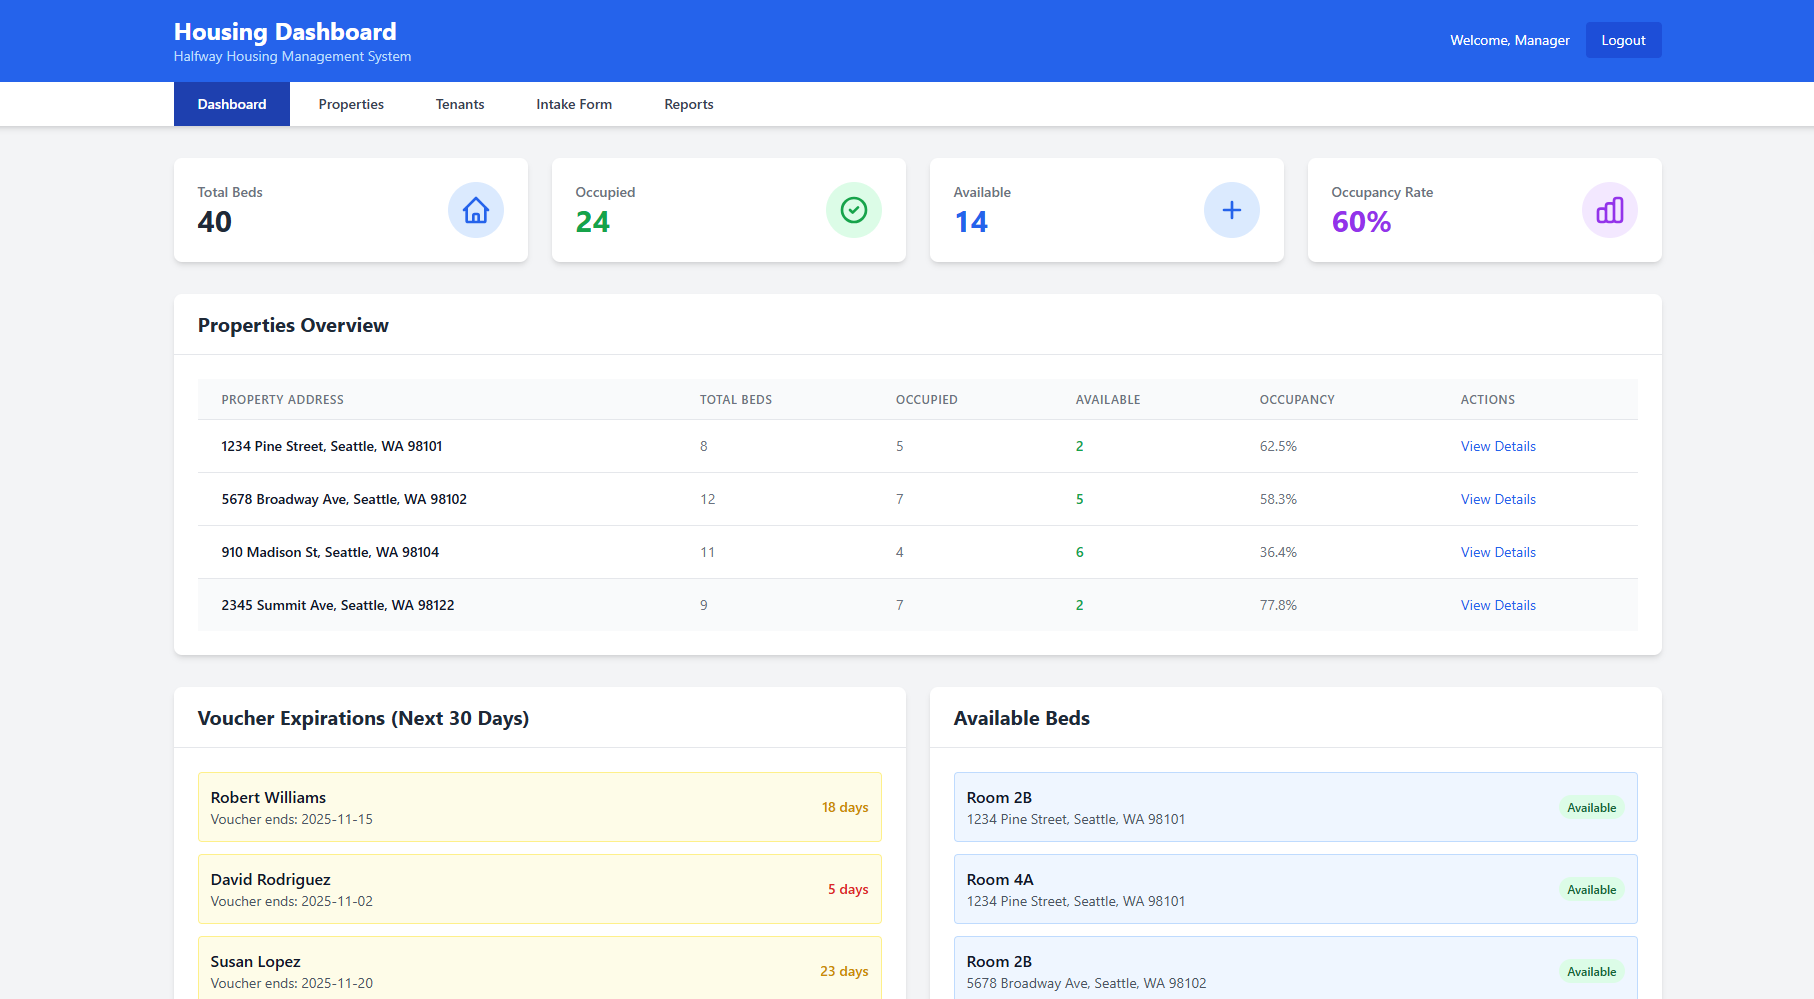 Housing Dashboard
Halfway Housing Management System
Welcome, Manager
Logout
Dashboard Properties Tenants Intake Form Reports
Total Beds
40
Occupied
24
Available
14
Occupancy Rate
60%
Properties Overview
PROPERTY ADDRESS TOTAL BEDS OCCUPIED AVAILABLE OCCUPANCY ACTIONS
1234 Pine Street, Seattle, WA 98101 8 5 2 62.5% View Details
5678 Broadway Ave, Seattle, WA 98102 12 7 5 58.3% View Details
910 Madison St, Seattle, WA 98104 11 4 6 36.4% View Details
2345 Summit Ave, Seattle, WA 98122 9 7 2 77.8% View Details
Voucher Expirations (Next 30 Days)
Robert Williams
Voucher ends: 2025-11-15
18 days
David Rodriguez
Voucher ends: 2025-11-02
5 days
Susan Lopez
Voucher ends: 2025-11-20
23 days
Available Beds
Room 2B
1234 Pine Street, Seattle, WA 98101
Available
Room 4A
1234 Pine Street, Seattle, WA 98101
Available
Room 2B
5678 Broadway Ave, Seattle, WA 98102
Available